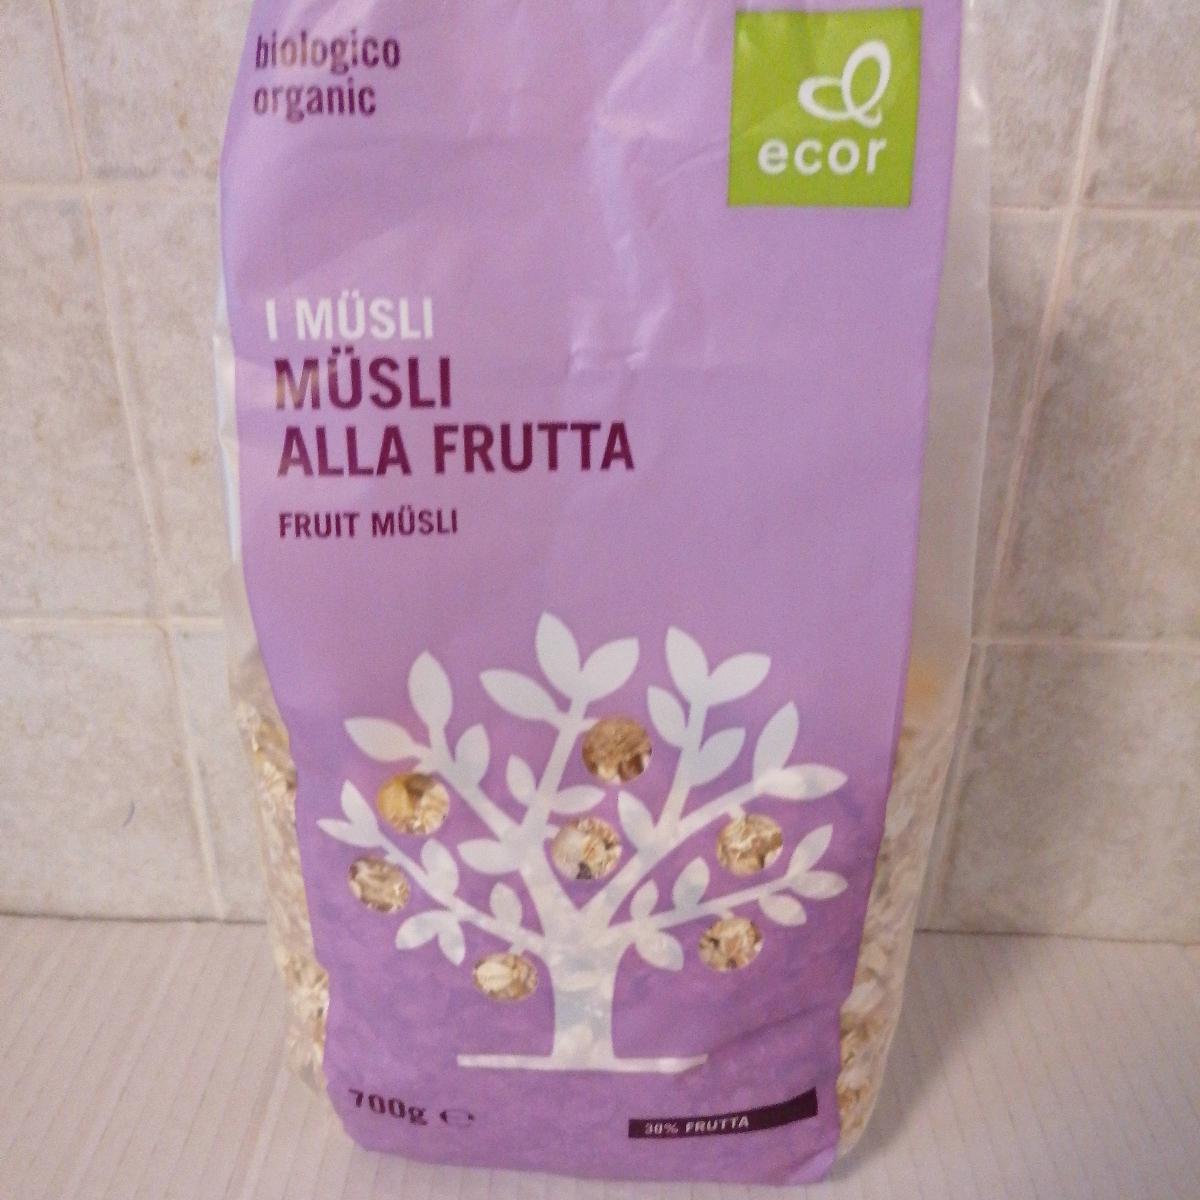 biologico
organic
ecor
I MÜSLI
MÜSLI
ALLA FRUTTA
FRUIT MÜSLI
700g ℮
30% FRUTTA